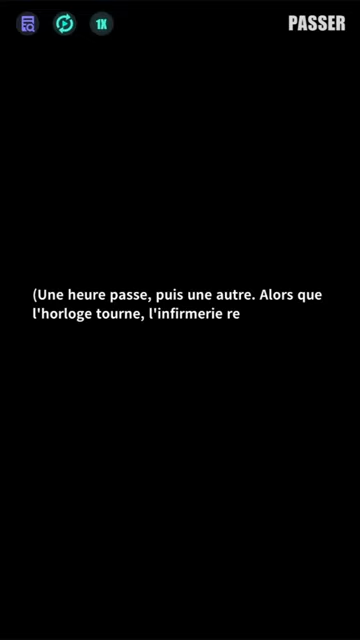 1X
PASSER
(Une heure passe, puis une autre. Alors que
l'horloge tourne, l'infirmerie re